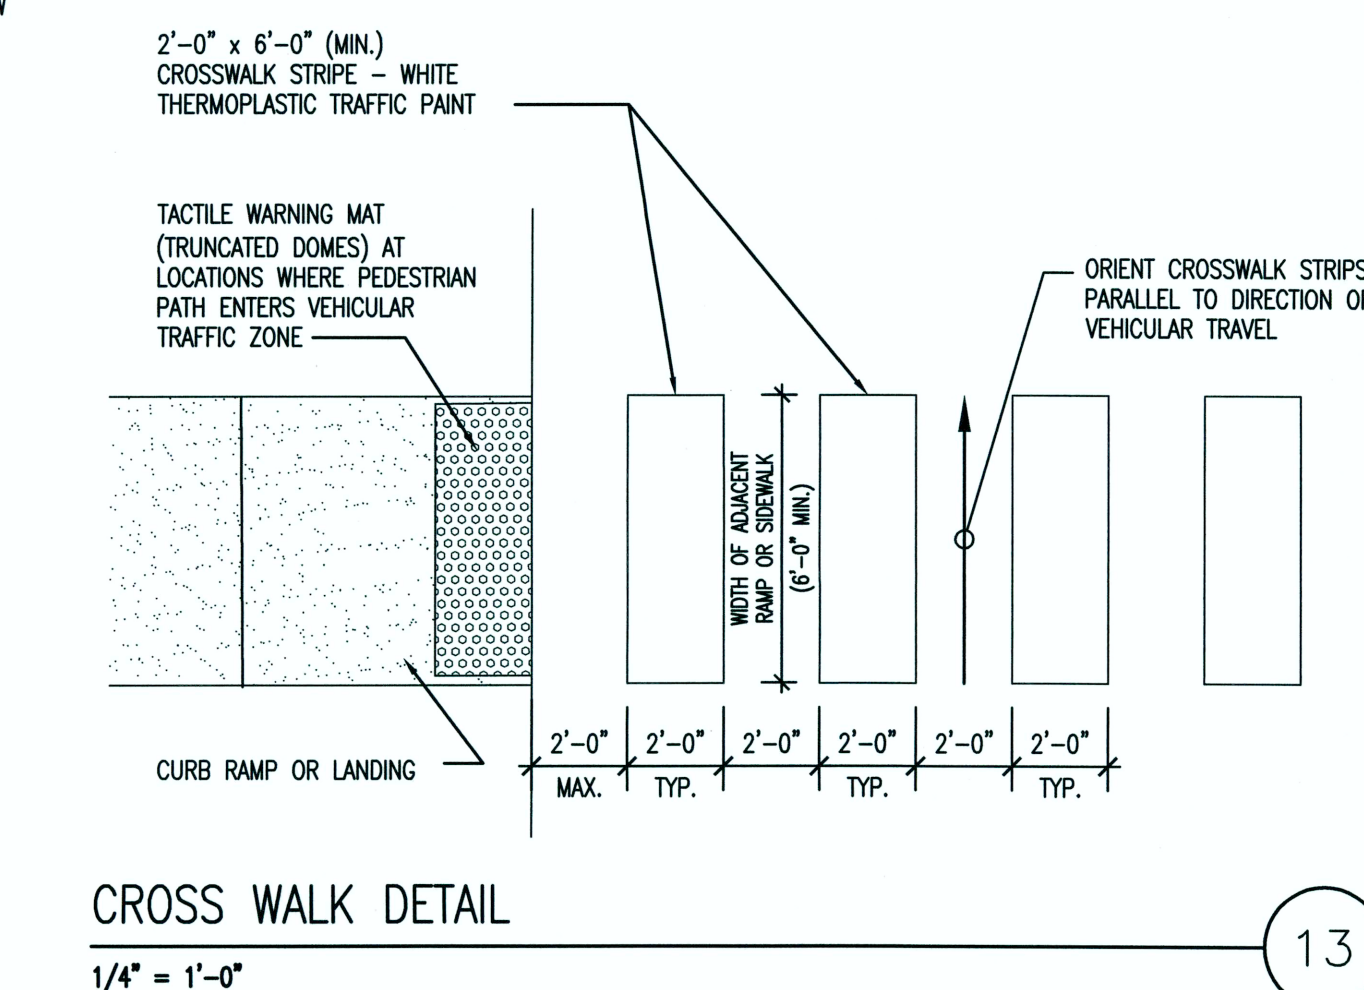 2'-0" x 6'-0" (MIN.)
CROSSWALK STRIPE – WHITE
THERMOPLASTIC TRAFFIC PAINT
TACTILE WARNING MAT
(TRUNCATED DOMES) AT
LOCATIONS WHERE PEDESTRIAN
PATH ENTERS VEHICULAR
TRAFFIC ZONE
ORIENT CROSSWALK STRIPS
PARALLEL TO DIRECTION
VEHICULAR TRAVEL
WIDTH OF ADJACENT
RAMP OR SIDEWALK
(6'-0" MIN.)
CURB RAMP OR LANDING
2'-0" 2'-0" 2'-0" 2'-0" 2'-0" 2'-0"
MAX. TYP. TYP. TYP.
CROSS WALK DETAIL
13
1/4" = 1'-0"